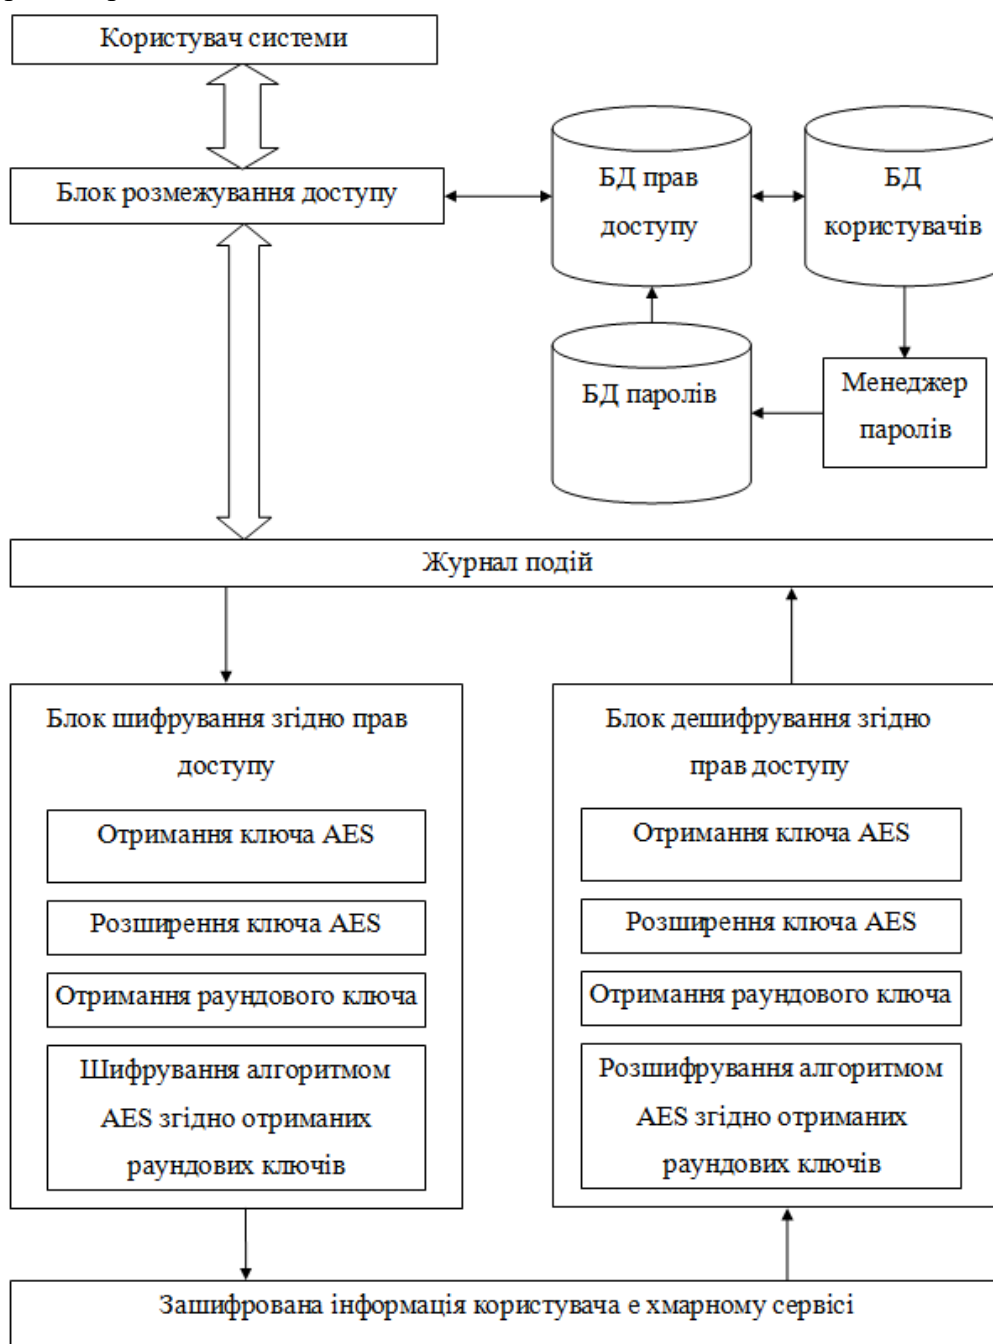 Користувач системи
Блок розмежування доступу
БД прав
доступу
БД
користувачів
БД паролів
Менеджер
паролів
Журнал подій
Блок шифрування згідно прав
доступу
Отримання ключа AES
Розширення ключа AES
Отримання раундового ключа
Шифрування алгоритмом
AES згідно отриманих
раундових ключів
Блок дешифрування згідно
прав доступу
Отримання ключа AES
Розширення ключа AES
Отримання раундового ключа
Розшифрування алгоритмом
AES згідно отриманих
раундових ключів
Зашифрована інформація користувача е хмарному сервісі